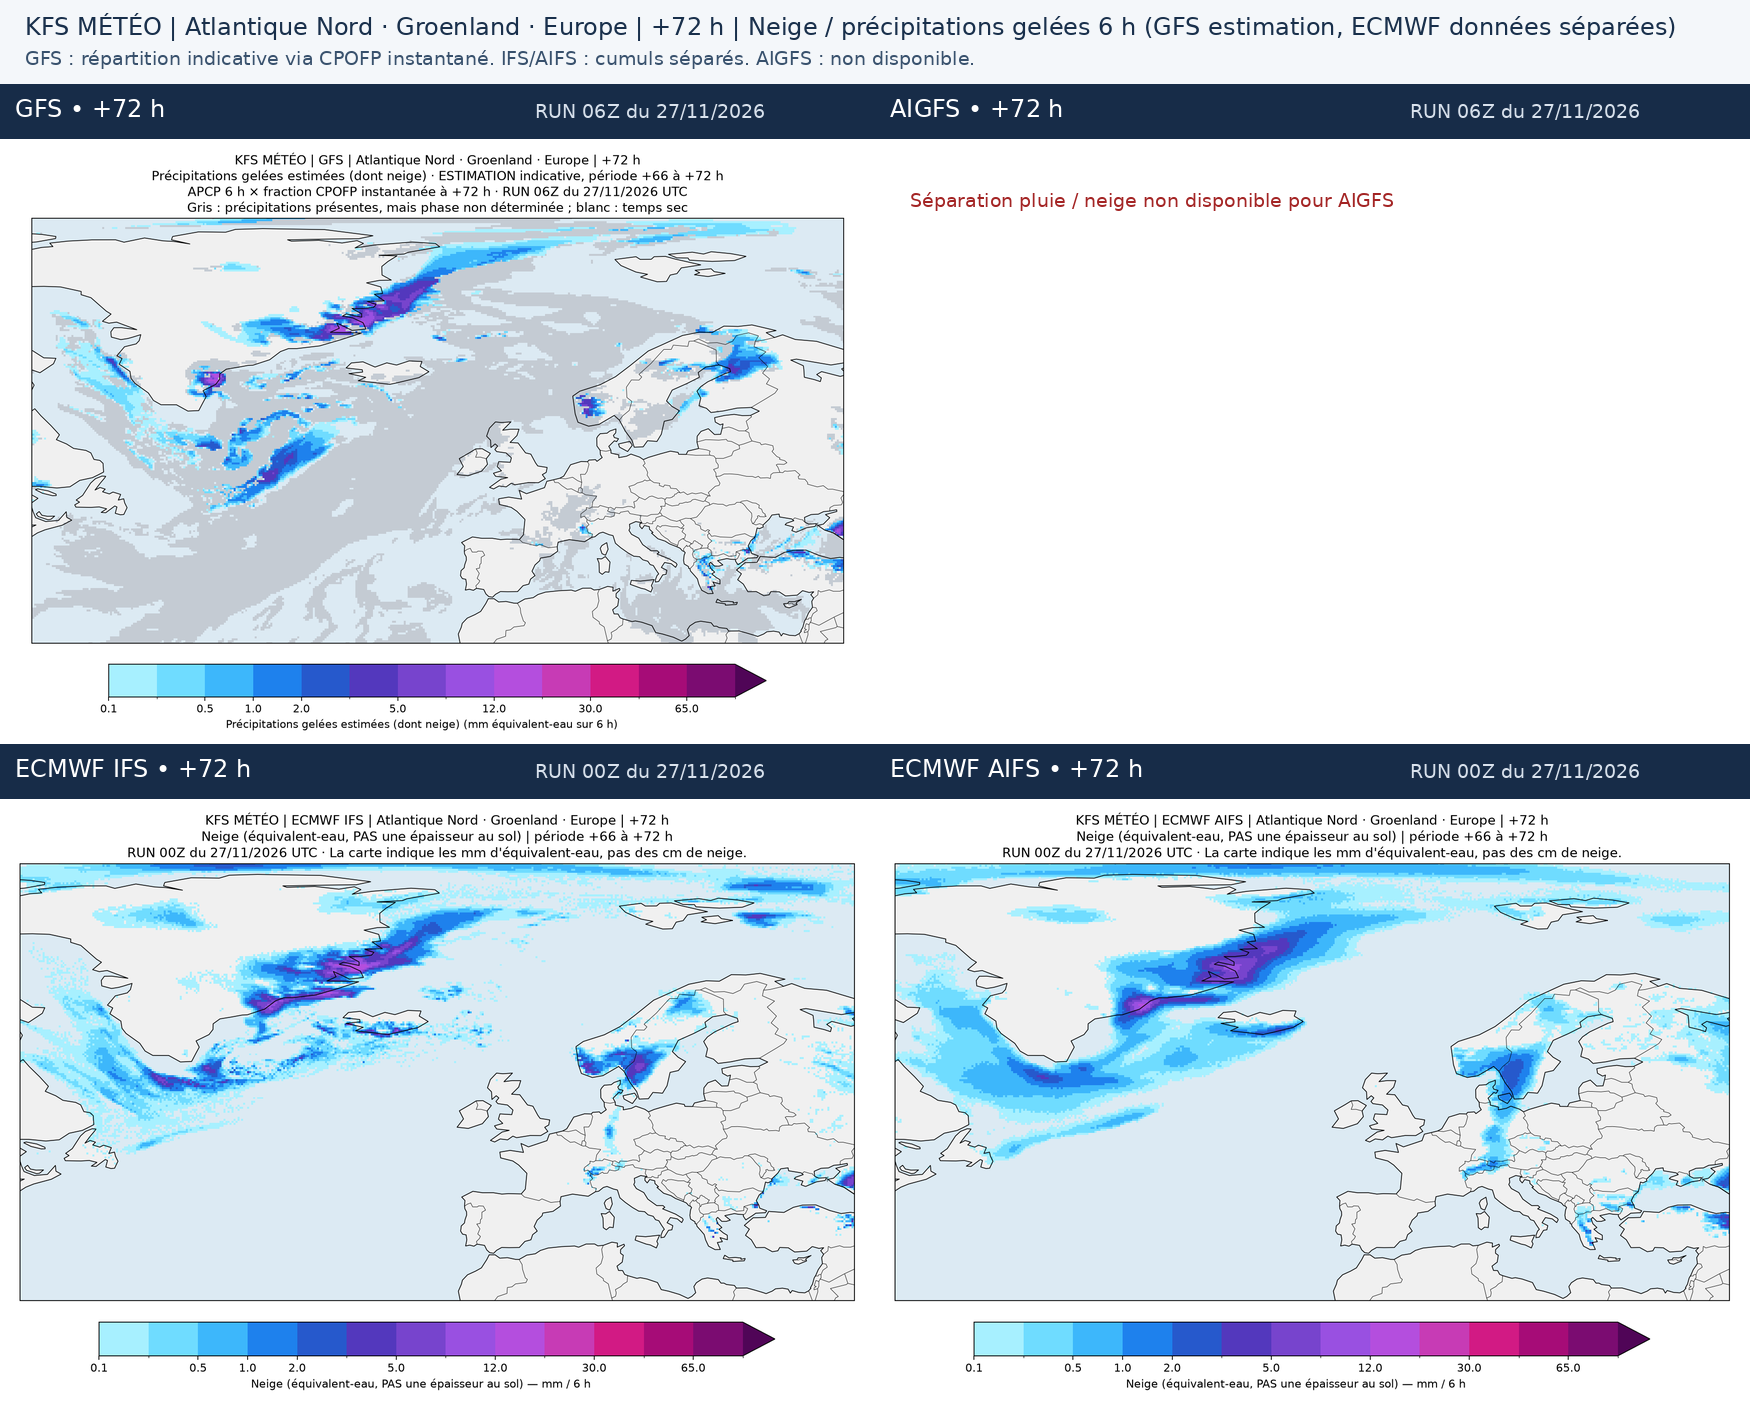 KFS MÉTÉO | Atlantique Nord · Groenland · Europe | +72 h | Neige / précipitations gelées 6 h (GFS estimation, ECMWF données séparées)
GFS : répartition indicative via CPOFP instantané. IFS/AIFS : cumuls séparés. AIGFS : non disponible.
GFS • +72 h
RUN 06Z du 27/11/2026
AIGFS • +72 h
RUN 06Z du 27/11/2026
KFS MÉTÉO | GFS | Atlantique Nord · Groenland · Europe | +72 h
Précipitations gelées estimées (dont neige) · ESTIMATION indicative, période +66 à +72 h
APCP 6 h × fraction CPOFP instantanée à +72 h · RUN 06Z du 27/11/2026 UTC
Gris : précipitations présentes, mais phase non déterminée ; blanc : temps sec
Séparation pluie / neige non disponible pour AIGFS
0.1 0.5 1.0 2.0 5.0 12.0 30.0 65.0
Précipitations gelées estimées (dont neige) (mm équivalent-eau sur 6 h)
ECMWF IFS • +72 h
RUN 00Z du 27/11/2026
ECMWF AIFS • +72 h
RUN 00Z du 27/11/2026
KFS MÉTÉO | ECMWF IFS | Atlantique Nord · Groenland · Europe | +72 h
Neige (équivalent-eau, PAS une épaisseur au sol) | période +66 à +72 h
RUN 00Z du 27/11/2026 UTC · La carte indique les mm d'équivalent-eau, pas des cm de neige.
0.1 0.5 1.0 2.0 5.0 12.0 30.0 65.0
Neige (équivalent-eau, PAS une épaisseur au sol) — mm / 6 h
KFS MÉTÉO | ECMWF AIFS | Atlantique Nord · Groenland · Europe | +72 h
Neige (équivalent-eau, PAS une épaisseur au sol) | période +66 à +72 h
RUN 00Z du 27/11/2026 UTC · La carte indique les mm d'équivalent-eau, pas des cm de neige.
0.1 0.5 1.0 2.0 5.0 12.0 30.0 65.0
Neige (équivalent-eau, PAS une épaisseur au sol) — mm / 6 h